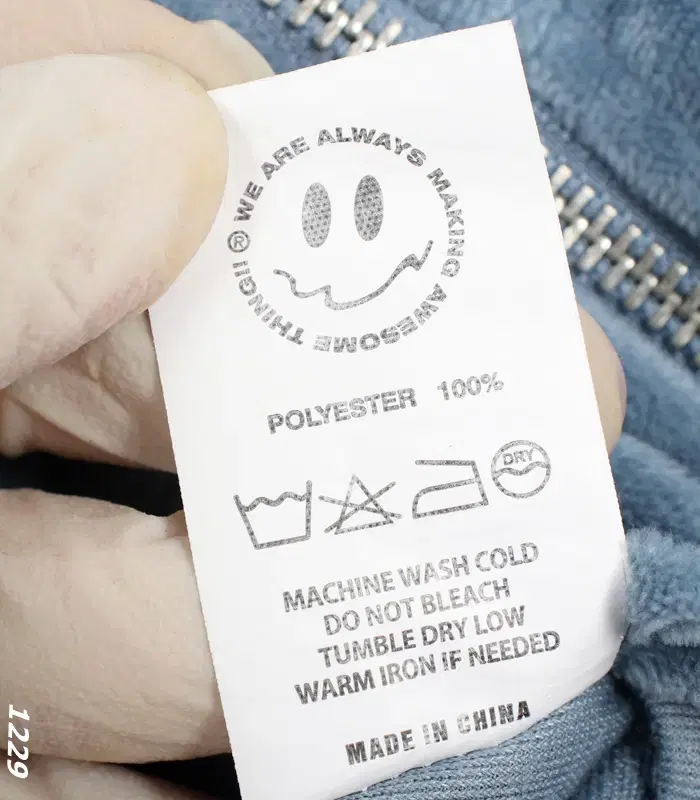 WE ARE ALWAYS MAKING AWESOME THING!! ®
POLYESTER 100%
DRY
MACHINE WASH COLD
DO NOT BLEACH
TUMBLE DRY LOW
WARM IRON IF NEEDED
MADE IN CHINA
1229